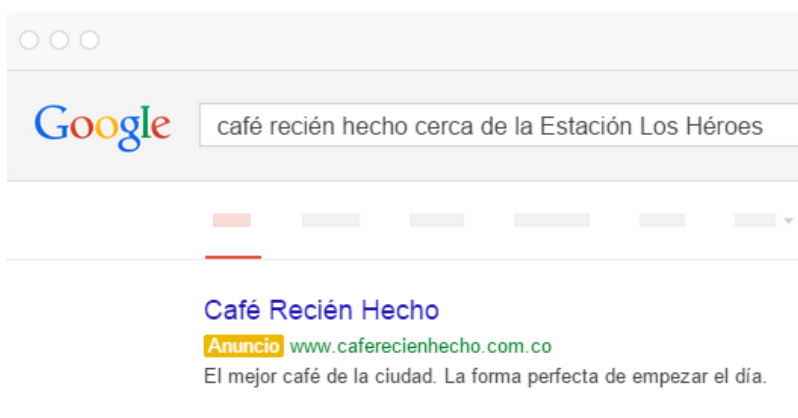 Google
café recién hecho cerca de la Estación Los Héroes
Café Recién Hecho
Anuncio www.caferecienhecho.com.co
El mejor café de la ciudad. La forma perfecta de empezar el día.